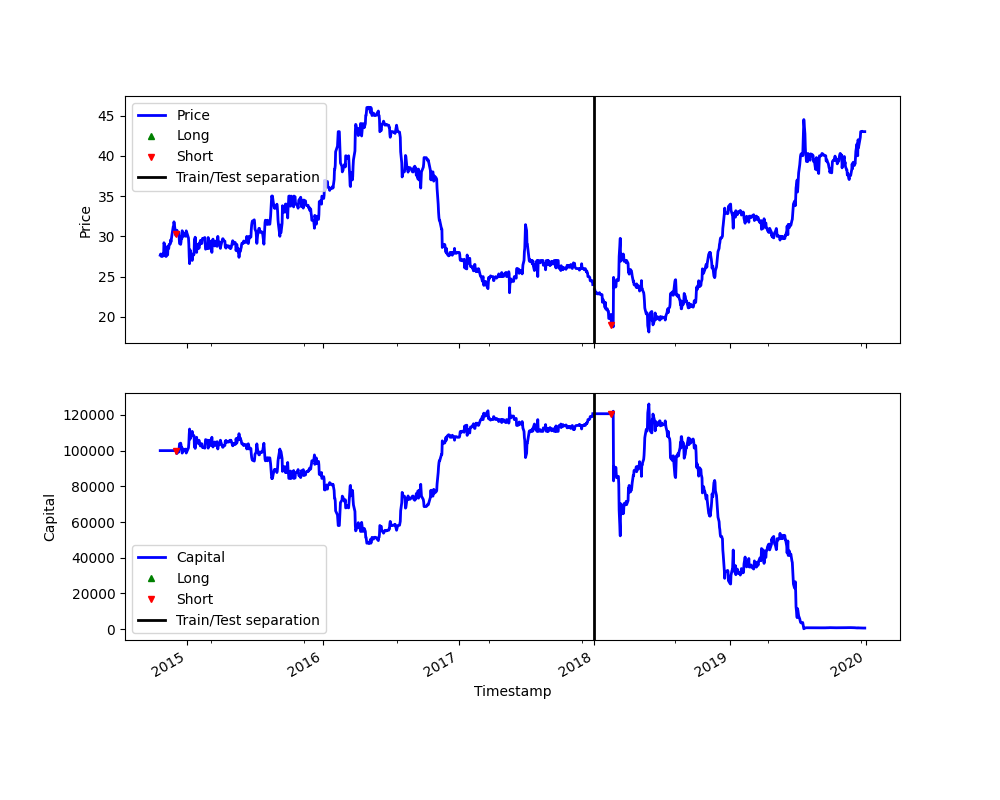 45
40
35
30
25
20
Price
Price
Long
Short
Train/Test separation
120000
100000
80000
60000
40000
20000
0
Capital
Capital
Long
Short
Train/Test separation
2015
2016
2017
2018
2019
2020
Timestamp